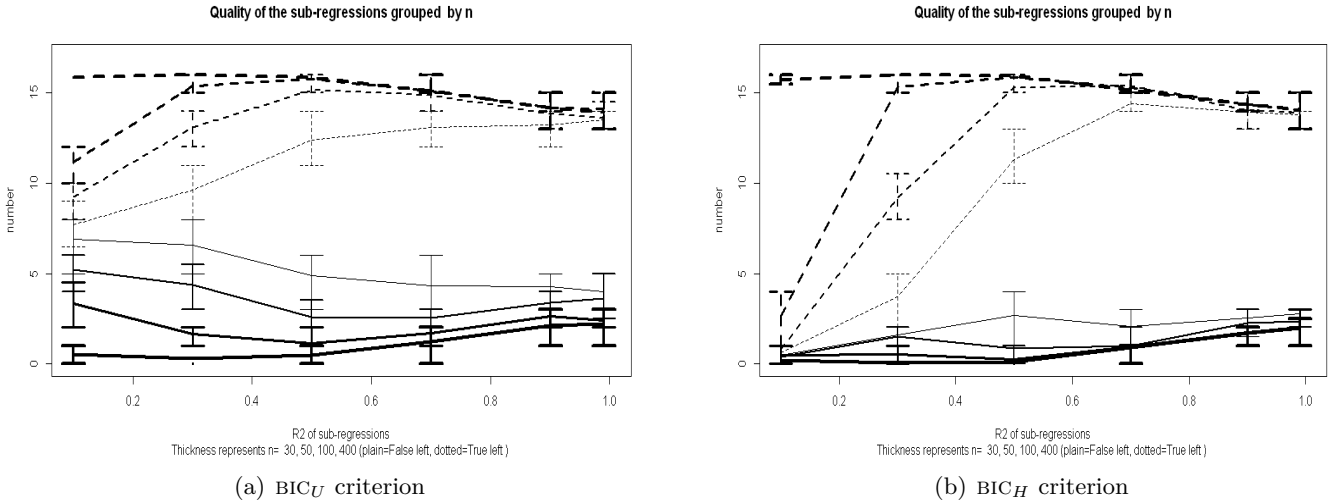 Quality of the sub-regressions grouped by n
number
15
10
5
0
0.2 0.4 0.6 0.8 1.0
R2 of sub-regressions
Thickness represents n= 30, 50, 100, 400 (plain=False left, dotted=True left )
(a) BICU criterion
Quality of the sub-regressions grouped by n
number
15
10
5
0
0.2 0.4 0.6 0.8 1.0
R2 of sub-regressions
Thickness represents n= 30, 50, 100, 400 (plain=False left, dotted=True left )
(b) BICH criterion